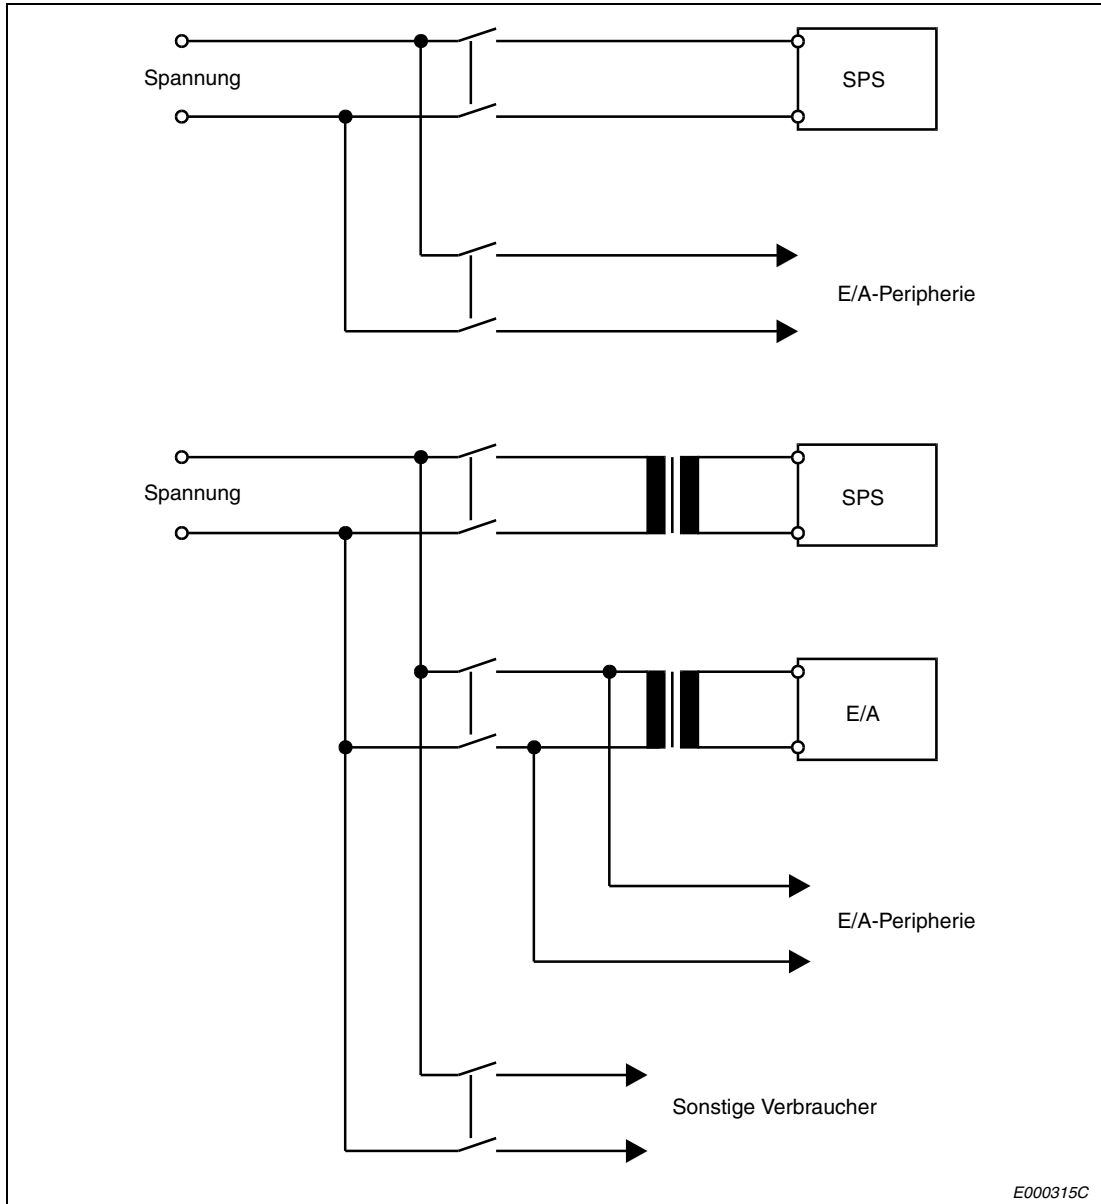 Spannung
SPS
E/A-Peripherie
Spannung
SPS
E/A
E/A-Peripherie
Sonstige Verbraucher
E000315C